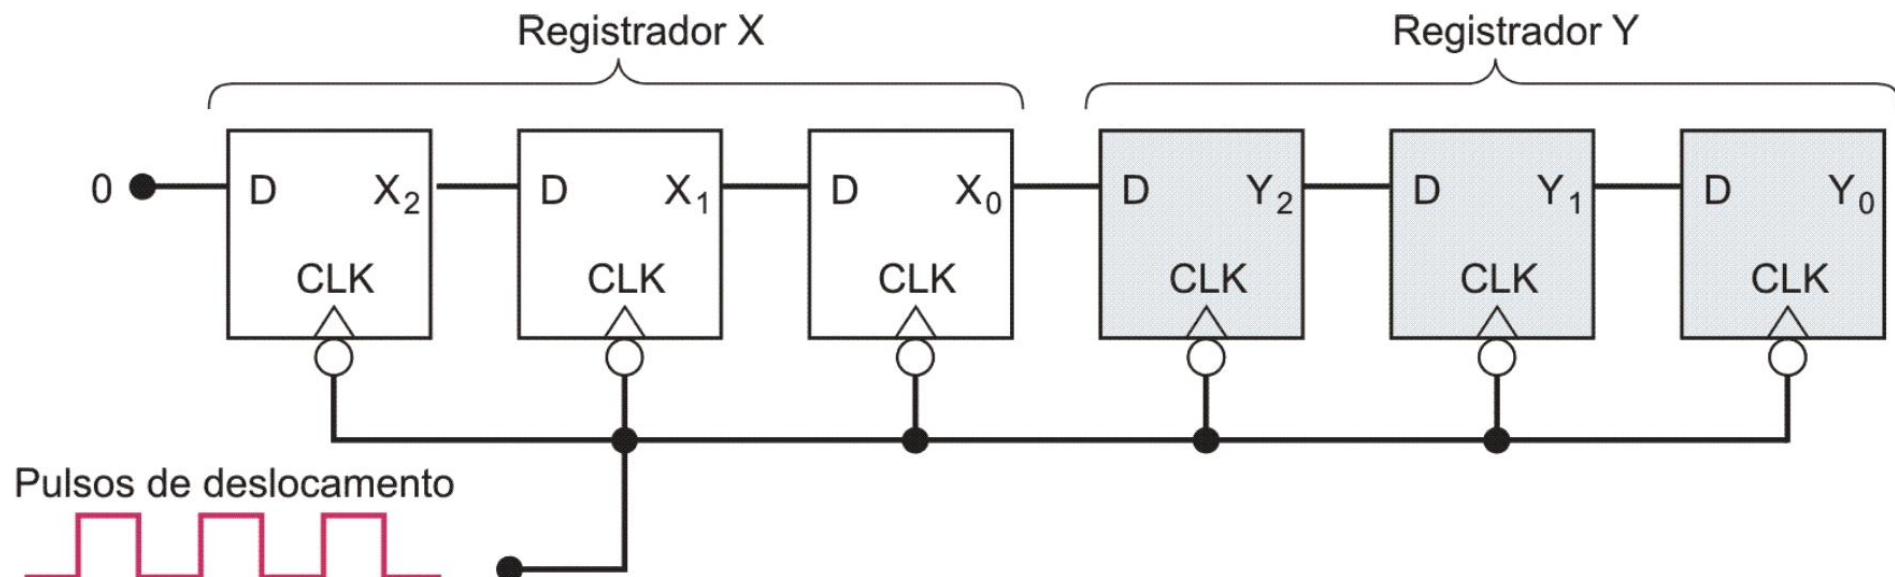 Registrador X Registrador Y
0 D X₂ D X₁ D X₀ D Y₂ D Y₁ D Y₀
CLK CLK CLK CLK CLK CLK
Pulsos de deslocamento